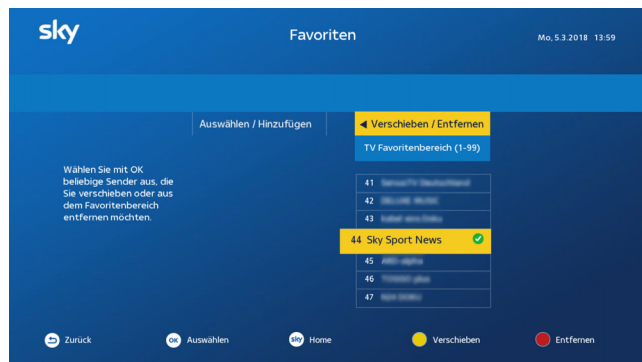 sky
Favoriten
Mo, 5.3.2018 13:59
Auswählen / Hinzufügen
Verschieben / Entfernen
TV Favoritenbereich (1-99)
Wählen Sie mit OK
beliebige Sender aus, die
Sie verschieben oder aus
dem Favoritenbereich
entfernen möchten.
41
42
43
44 Sky Sport News
45
46
47
Zurück
OK Auswählen
sky Home
Verschieben
Entfernen